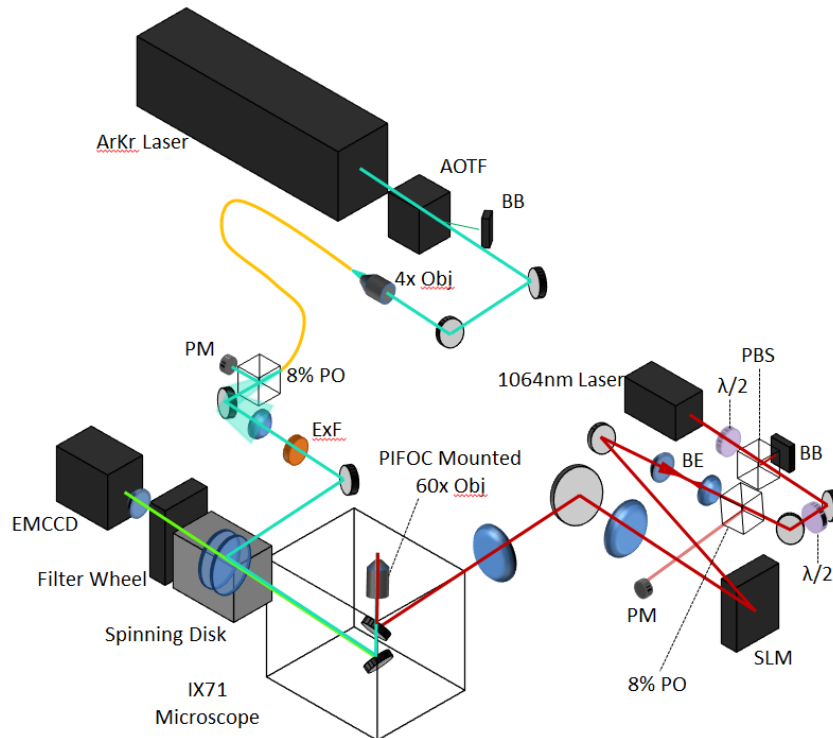 ArKr Laser
AOTF
BB
4x Obj
PM
8% PO
ExF
PIFOC Mounted
60x Obj
EMCCD
Filter Wheel
Spinning Disk
IX71
Microscope
1064nm Laser
PBS
λ/2
BB
BE
λ/2
PM
SLM
8% PO